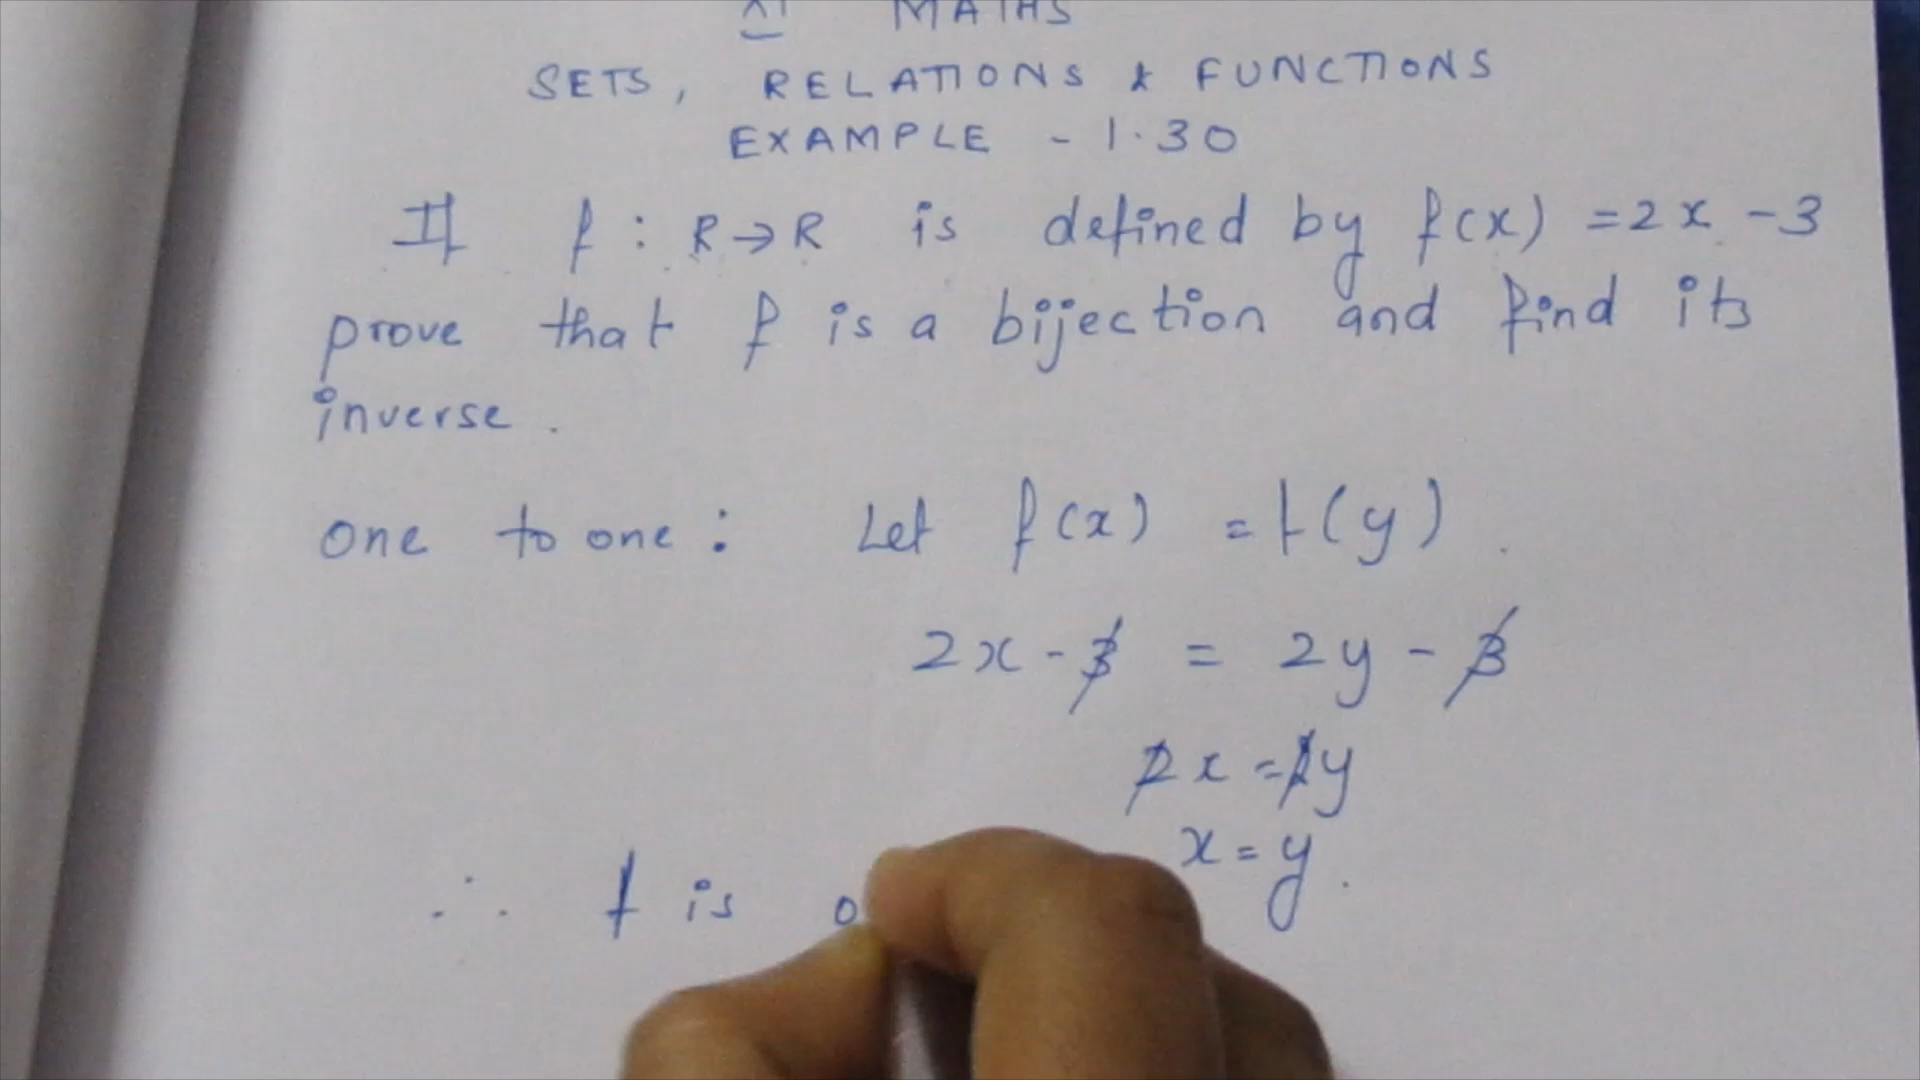 XI MATHS
SETS, RELATIONS & FUNCTIONS
EXAMPLE - 1.30
If f : R→R is defined by f(x) = 2x - 3
prove that f is a bijection and find its
inverse.
one to one : Let f(x) = f(y).
2x - 3 = 2y - 3
2x = 2y
x = y.
∴ f is o